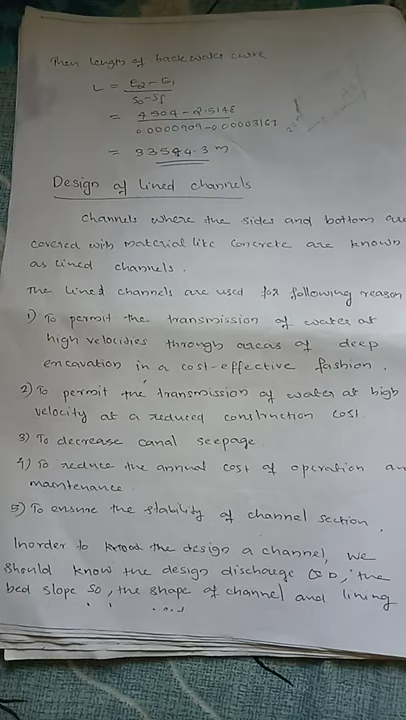 Then length of back water curve
L = E2 - E1
S0 - Sf
= 4.904 - 2.5146
0.0000909 - 0.00003167
= 33544.3 m
Design of lined channels
Channels where the sides and bottom are
covered with material like concrete are known
as lined channels.
The lined channels are used for following reason
1) To permit the transmission of water at
high velocities through areas of deep
encavation in a cost-effective fashion.
2) To permit the transmission of water at high
velocity at a reduced construction cost.
3) To decrease canal seepage.
4) To reduce the annual cost of operation an
maintenance.
5) To ensure the stability of channel section.
Inorder to the design a channel, we
should know the design discharge QD, the
bed slope S0, the shape of channel and lining